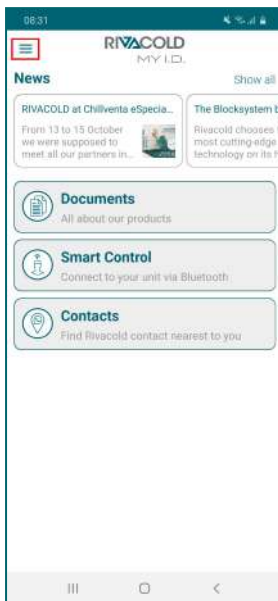 08:31
RIVACOLD
MY I.D.
News
Show all
RIVACOLD at Chillventa eSpecia...
From 13 to 15 October
we were supposed to
meet all our partners in...
The Blocksystem b
Rivacold chooses
most cutting-edge
technology on its
Documents
All about our products
Smart Control
Connect to your unit via Bluetooth
Contacts
Find Rivacold contact nearest to you